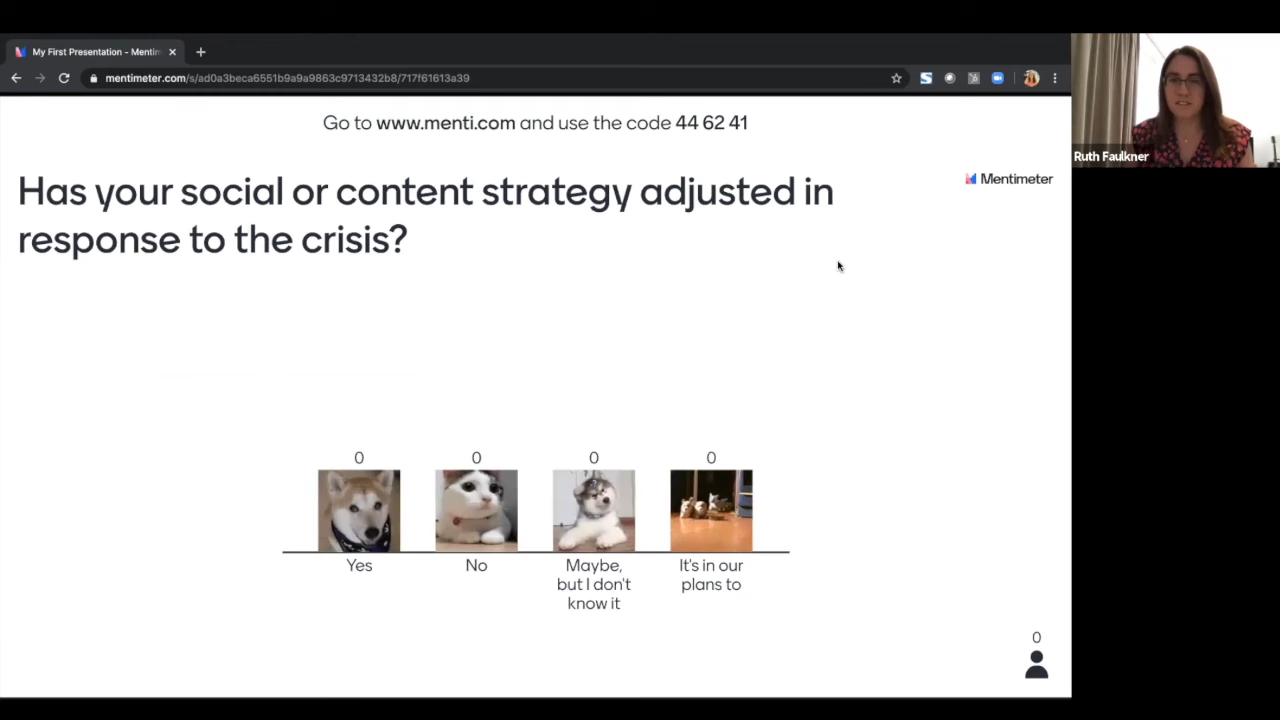 My First Presentation - Mentim
mentimeter.com/s/ad0a3beca6551b9a9a9863c9713432b8/717f61613a39
Go to www.menti.com and use the code 44 62 41
Ruth Faulkner
Mentimeter
Has your social or content strategy adjusted in
response to the crisis?
0 0 0 0
Yes No Maybe, It's in our
but I don't plans to
know it
0